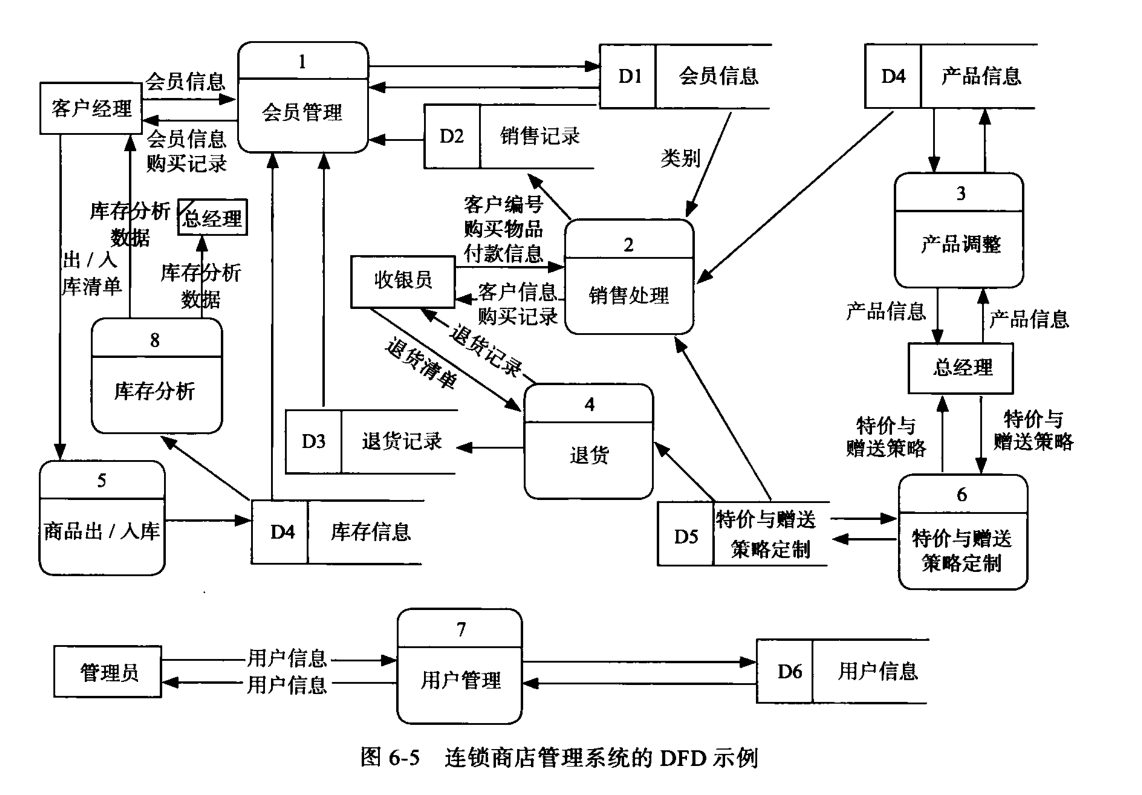 1
会员管理
D1
会员信息
D4
产品信息
客户经理
会员信息
会员信息
购买记录
D2
销售记录
类别
3
产品调整
库存分析
数据
总经理
客户编号
购买物品
付款信息
2
销售处理
出 / 入
库清单
库存分析
数据
收银员
客户信息
购买记录
产品信息
产品信息
退货记录
退货清单
8
库存分析
总经理
4
退货
D3
退货记录
特价与
赠送策略
特价与
赠送策略
5
商品出 / 入库
D4
库存信息
D5
特价与赠送
策略定制
6
特价与赠送
策略定制
7
用户管理
管理员
用户信息
用户信息
D6
用户信息
图 6-5 连锁商店管理系统的 DFD 示例